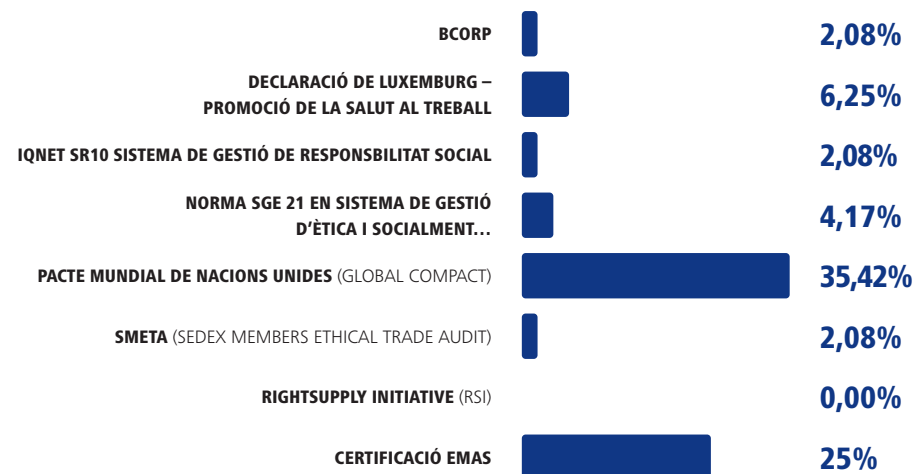 BCORP 2,08%
DECLARACIÓ DE LUXEMBURG –
PROMOCIÓ DE LA SALUT AL TREBALL 6,25%
IQNET SR10 SISTEMA DE GESTIÓ DE RESPONSBILITAT SOCIAL 2,08%
NORMA SGE 21 EN SISTEMA DE GESTIÓ
D'ÈTICA I SOCIALMENT... 4,17%
PACTE MUNDIAL DE NACIONS UNIDES (GLOBAL COMPACT) 35,42%
SMETA (SEDEX MEMBERS ETHICAL TRADE AUDIT) 2,08%
RIGHTSUPPLY INITIATIVE (RSI) 0,00%
CERTIFICACIÓ EMAS 25%